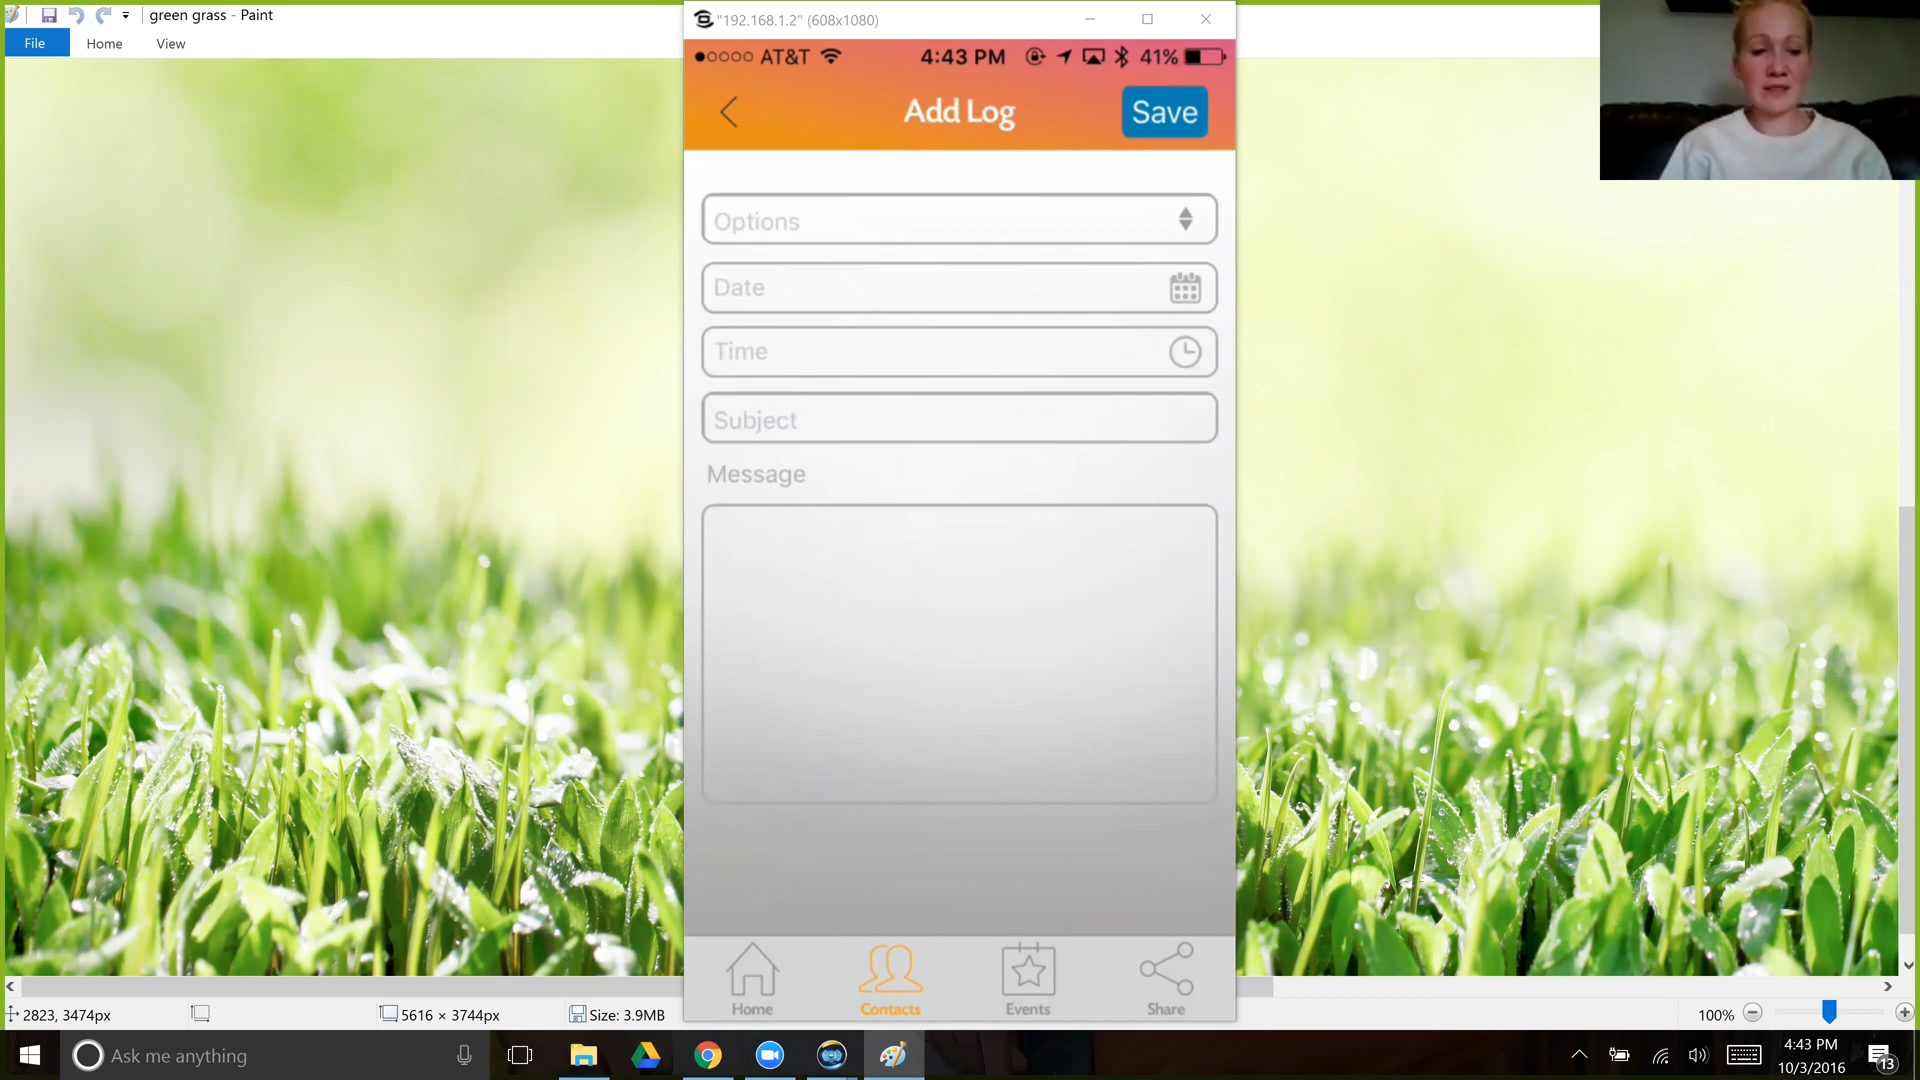 green grass - Paint
File Home View
"192.168.1.2" (608x1080)
AT&T 4:43 PM 41%
Add Log
Save
Options
Date
Time
Subject
Message
Home Contacts Events Share
2823, 3474px 5616 × 3744px Size: 3.9MB 100%
Ask me anything
4:43 PM
10/3/2016
13